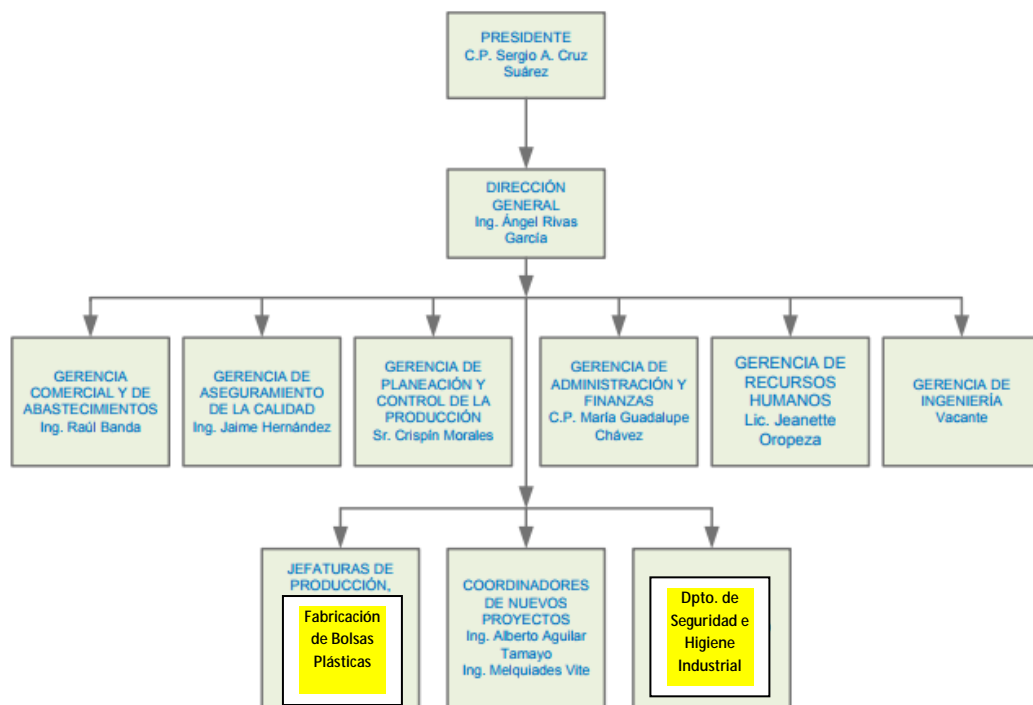 PRESIDENTE
C.P. Sergio A. Cruz
Suárez
DIRECCIÓN
GENERAL
Ing. Ángel Rivas
García
GERENCIA
COMERCIAL Y DE
ABASTECIMIENTOS
Ing. Raúl Banda
GERENCIA DE
ASEGURAMIENTO
DE LA CALIDAD
Ing. Jaime Hernández
GERENCIA DE
PLANEACIÓN Y
CONTROL DE LA
PRODUCCIÓN
Sr. Crispín Morales
GERENCIA DE
ADMINISTRACIÓN Y
FINANZAS
C.P. María Guadalupe
Chávez
GERENCIA DE
RECURSOS
HUMANOS
Lic. Jeanette
Oropeza
GERENCIA DE
INGENIERÍA
Vacante
JEFATURAS DE
PRODUCCIÓN,
Fabricación
de Bolsas
Plásticas
COORDINADORES
DE NUEVOS
PROYECTOS
Ing. Alberto Aguilar
Tamayo
Ing. Melquiades Vite
Dpto. de
Seguridad e
Higiene
Industrial